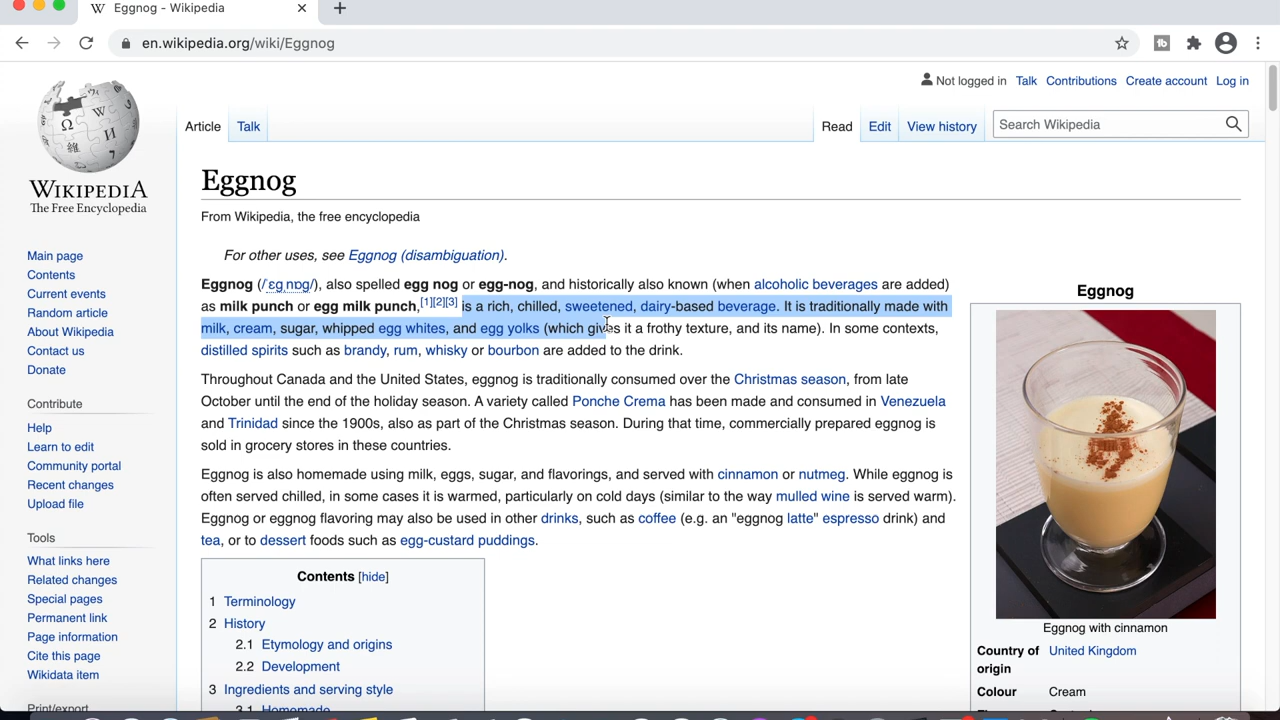 Eggnog - Wikipedia
en.wikipedia.org/wiki/Eggnog
Not logged in Talk Contributions Create account Log in
Article Talk Read Edit View history Search Wikipedia
WIKIPEDIA
The Free Encyclopedia
Main page
Contents
Current events
Random article
About Wikipedia
Contact us
Donate
Contribute
Help
Learn to edit
Community portal
Recent changes
Upload file
Tools
What links here
Related changes
Special pages
Permanent link
Page information
Cite this page
Wikidata item
Print/export
Eggnog
From Wikipedia, the free encyclopedia
For other uses, see Eggnog (disambiguation).
Eggnog (/ˈɛɡˌnɒɡ/), also spelled egg nog or egg-nog, and historically also known (when alcoholic beverages are added)
as milk punch or egg milk punch,[1][2][3] is a rich, chilled, sweetened, dairy-based beverage. It is traditionally made with
milk, cream, sugar, whipped egg whites, and egg yolks (which gives it a frothy texture, and its name). In some contexts,
distilled spirits such as brandy, rum, whisky or bourbon are added to the drink.
Throughout Canada and the United States, eggnog is traditionally consumed over the Christmas season, from late
October until the end of the holiday season. A variety called Ponche Crema has been made and consumed in Venezuela
and Trinidad since the 1900s, also as part of the Christmas season. During that time, commercially prepared eggnog is
sold in grocery stores in these countries.
Eggnog is also homemade using milk, eggs, sugar, and flavorings, and served with cinnamon or nutmeg. While eggnog is
often served chilled, in some cases it is warmed, particularly on cold days (similar to the way mulled wine is served warm).
Eggnog or eggnog flavoring may also be used in other drinks, such as coffee (e.g. an "eggnog latte" espresso drink) and
tea, or to dessert foods such as egg-custard puddings.
Contents [hide]
1 Terminology
2 History
2.1 Etymology and origins
2.2 Development
3 Ingredients and serving style
3.1 Homemade
Eggnog
Eggnog with cinnamon
Country of United Kingdom
origin
Colour Cream